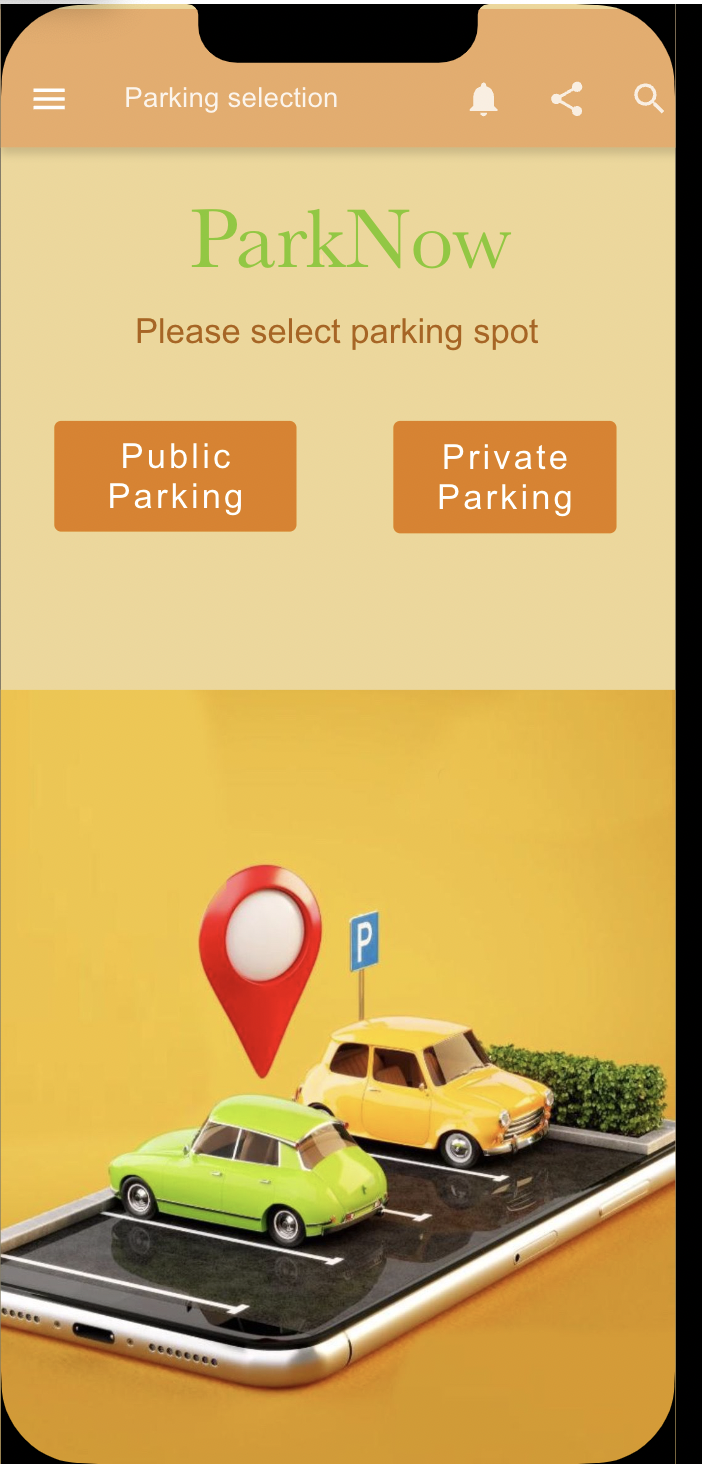 Parking selection
ParkNow
Please select parking spot
Public
Parking
Private
Parking
P